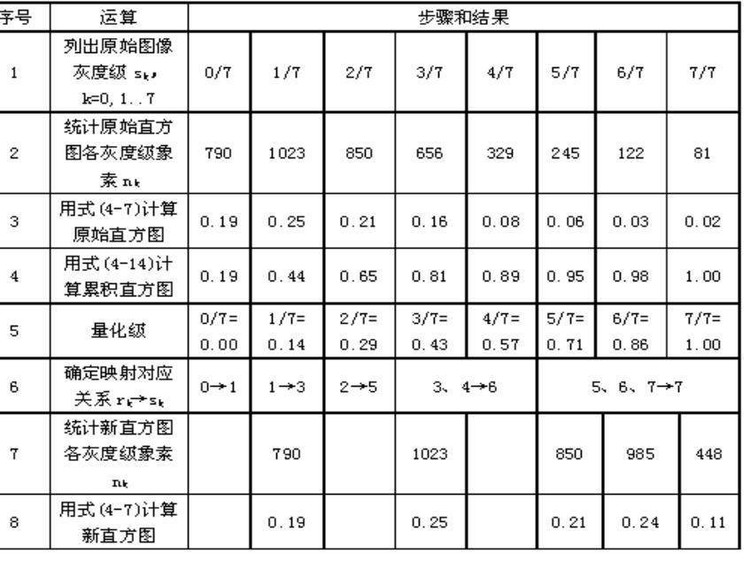 序号 运算 步骤和结果
列出原始图像
1 灰度级 sₖ, 0/7 1/7 2/7 3/7 4/7 5/7 6/7 7/7
k=0, 1..7
统计原始直方
2 图各灰度级象 790 1023 850 656 329 245 122 81
素 nₖ
3 用式(4-7)计算 0.19 0.25 0.21 0.16 0.08 0.06 0.03 0.02
原始直方图
4 用式(4-14)计 0.19 0.44 0.65 0.81 0.89 0.95 0.98 1.00
算累积直方图
5 量化级 0/7= 1/7= 2/7= 3/7= 4/7= 5/7= 6/7= 7/7=
0.00 0.14 0.29 0.43 0.57 0.71 0.86 1.00
6 确定映射对应 0→1 1→3 2→5 3、4→6 5、6、7→7
关系 rₖ→sₖ
统计新直方图
7 各灰度级象素 790 1023 850 985 448
nₖ
8 用式(4-7)计算 0.19 0.25 0.21 0.24 0.11
新直方图